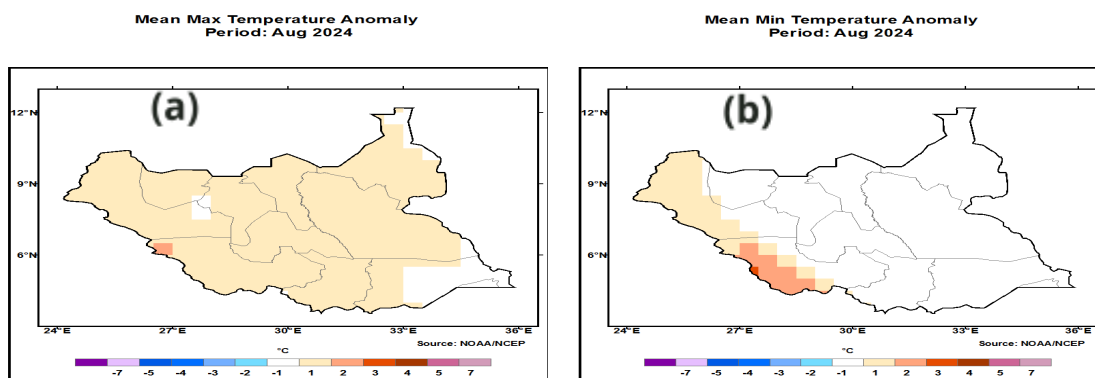 Mean Max Temperature Anomaly
Period: Aug 2024
(a)
12°N
9°N
6°N
24°E 27°E 30°E 33°E 36°E
Source: NOAA/NCEP
°C
-7 -5 -4 -3 -2 -1 1 2 3 4 5 7
Mean Min Temperature Anomaly
Period: Aug 2024
(b)
12°N
9°N
6°N
24°E 27°E 30°E 33°E 36°E
Source: NOAA/NCEP
°C
-7 -5 -4 -3 -2 -1 1 2 3 4 5 7